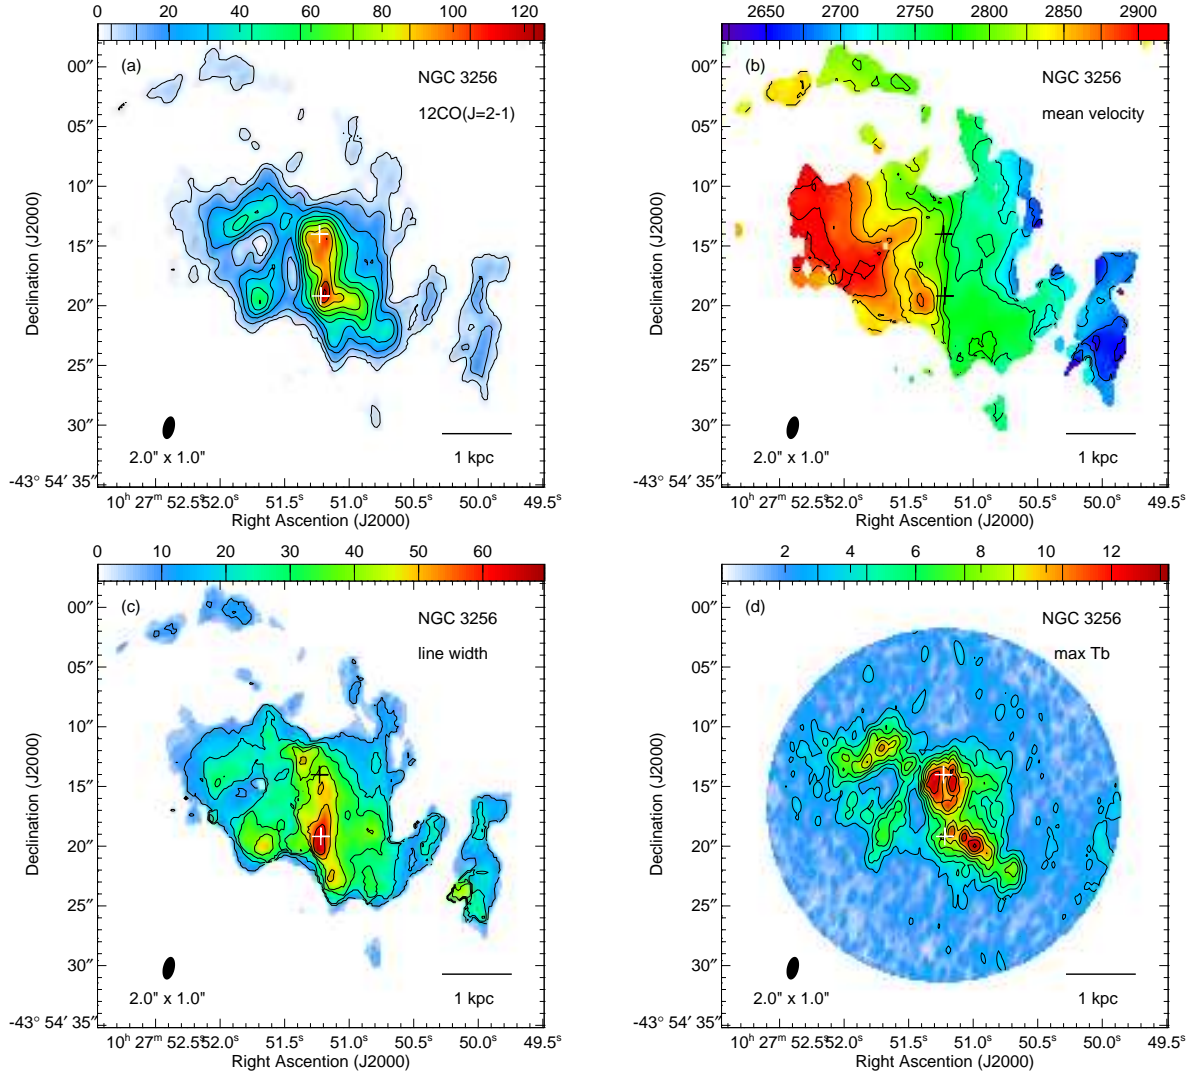 0 20 40 60 80 100 120
(a) NGC 3256
12CO(J=2-1)
00″
05″
10″
15″
20″
25″
30″
-43° 54′ 35″
Declination (J2000)
2.0" x 1.0"
1 kpc
10h 27m 52.5s 52.0s 51.5s 51.0s 50.5s 50.0s 49.5s
Right Ascention (J2000)
2650 2700 2750 2800 2850 2900
(b) NGC 3256
mean velocity
00″
05″
10″
15″
20″
25″
30″
-43° 54′ 35″
Declination (J2000)
2.0" x 1.0"
1 kpc
10h 27m 52.5s 52.0s 51.5s 51.0s 50.5s 50.0s 49.5s
Right Ascention (J2000)
0 10 20 30 40 50 60
(c) NGC 3256
line width
00″
05″
10″
15″
20″
25″
30″
-43° 54′ 35″
Declination (J2000)
2.0" x 1.0"
1 kpc
10h 27m 52.5s 52.0s 51.5s 51.0s 50.5s 50.0s 49.5s
Right Ascention (J2000)
2 4 6 8 10 12
(d) NGC 3256
max Tb
00″
05″
10″
15″
20″
25″
30″
-43° 54′ 35″
Declination (J2000)
2.0" x 1.0"
1 kpc
10h 27m 52.5s 52.0s 51.5s 51.0s 50.5s 50.0s 49.5s
Right Ascention (J2000)